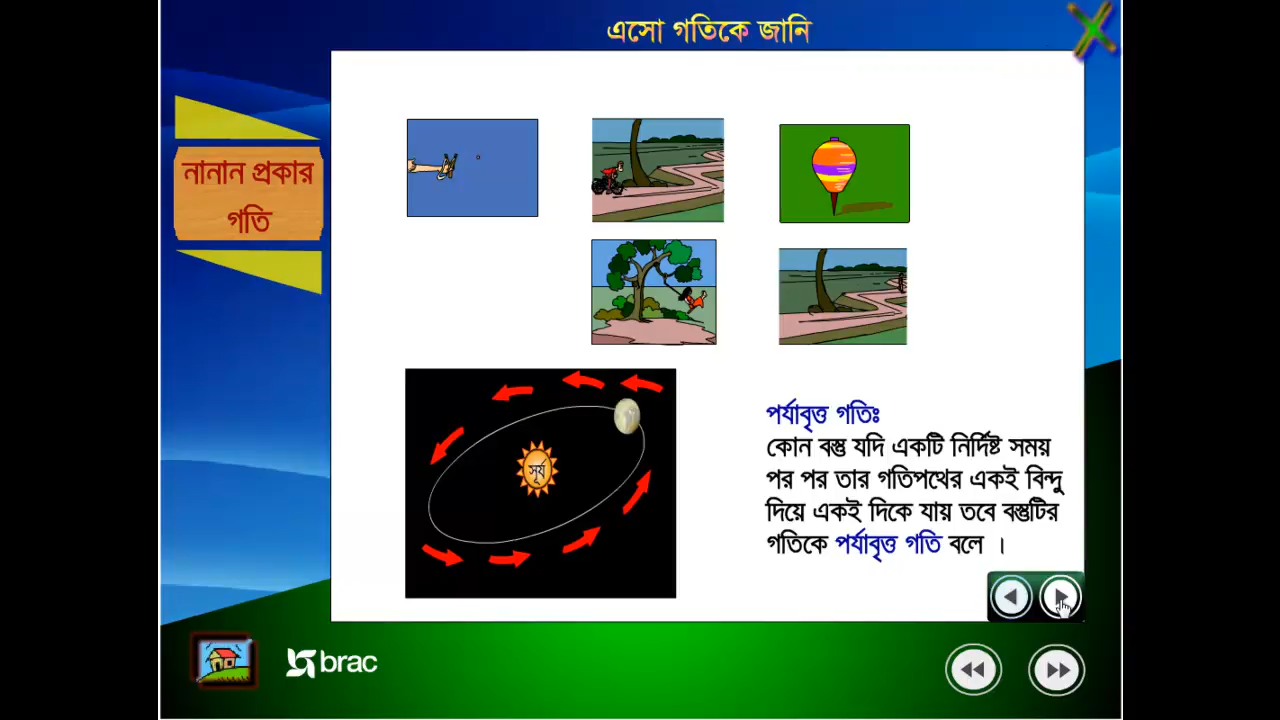 এসো গতিকে জানি
নানান প্রকার
গতি
সূর্য
পর্যাবৃত্ত গতিঃ
কোন বস্তু যদি একটি নির্দিষ্ট সময়
পর পর তার গতিপথের একই বিন্দু
দিয়ে একই দিকে যায় তবে বস্তুটির
গতিকে পর্যাবৃত্ত গতি বলে ।
brac